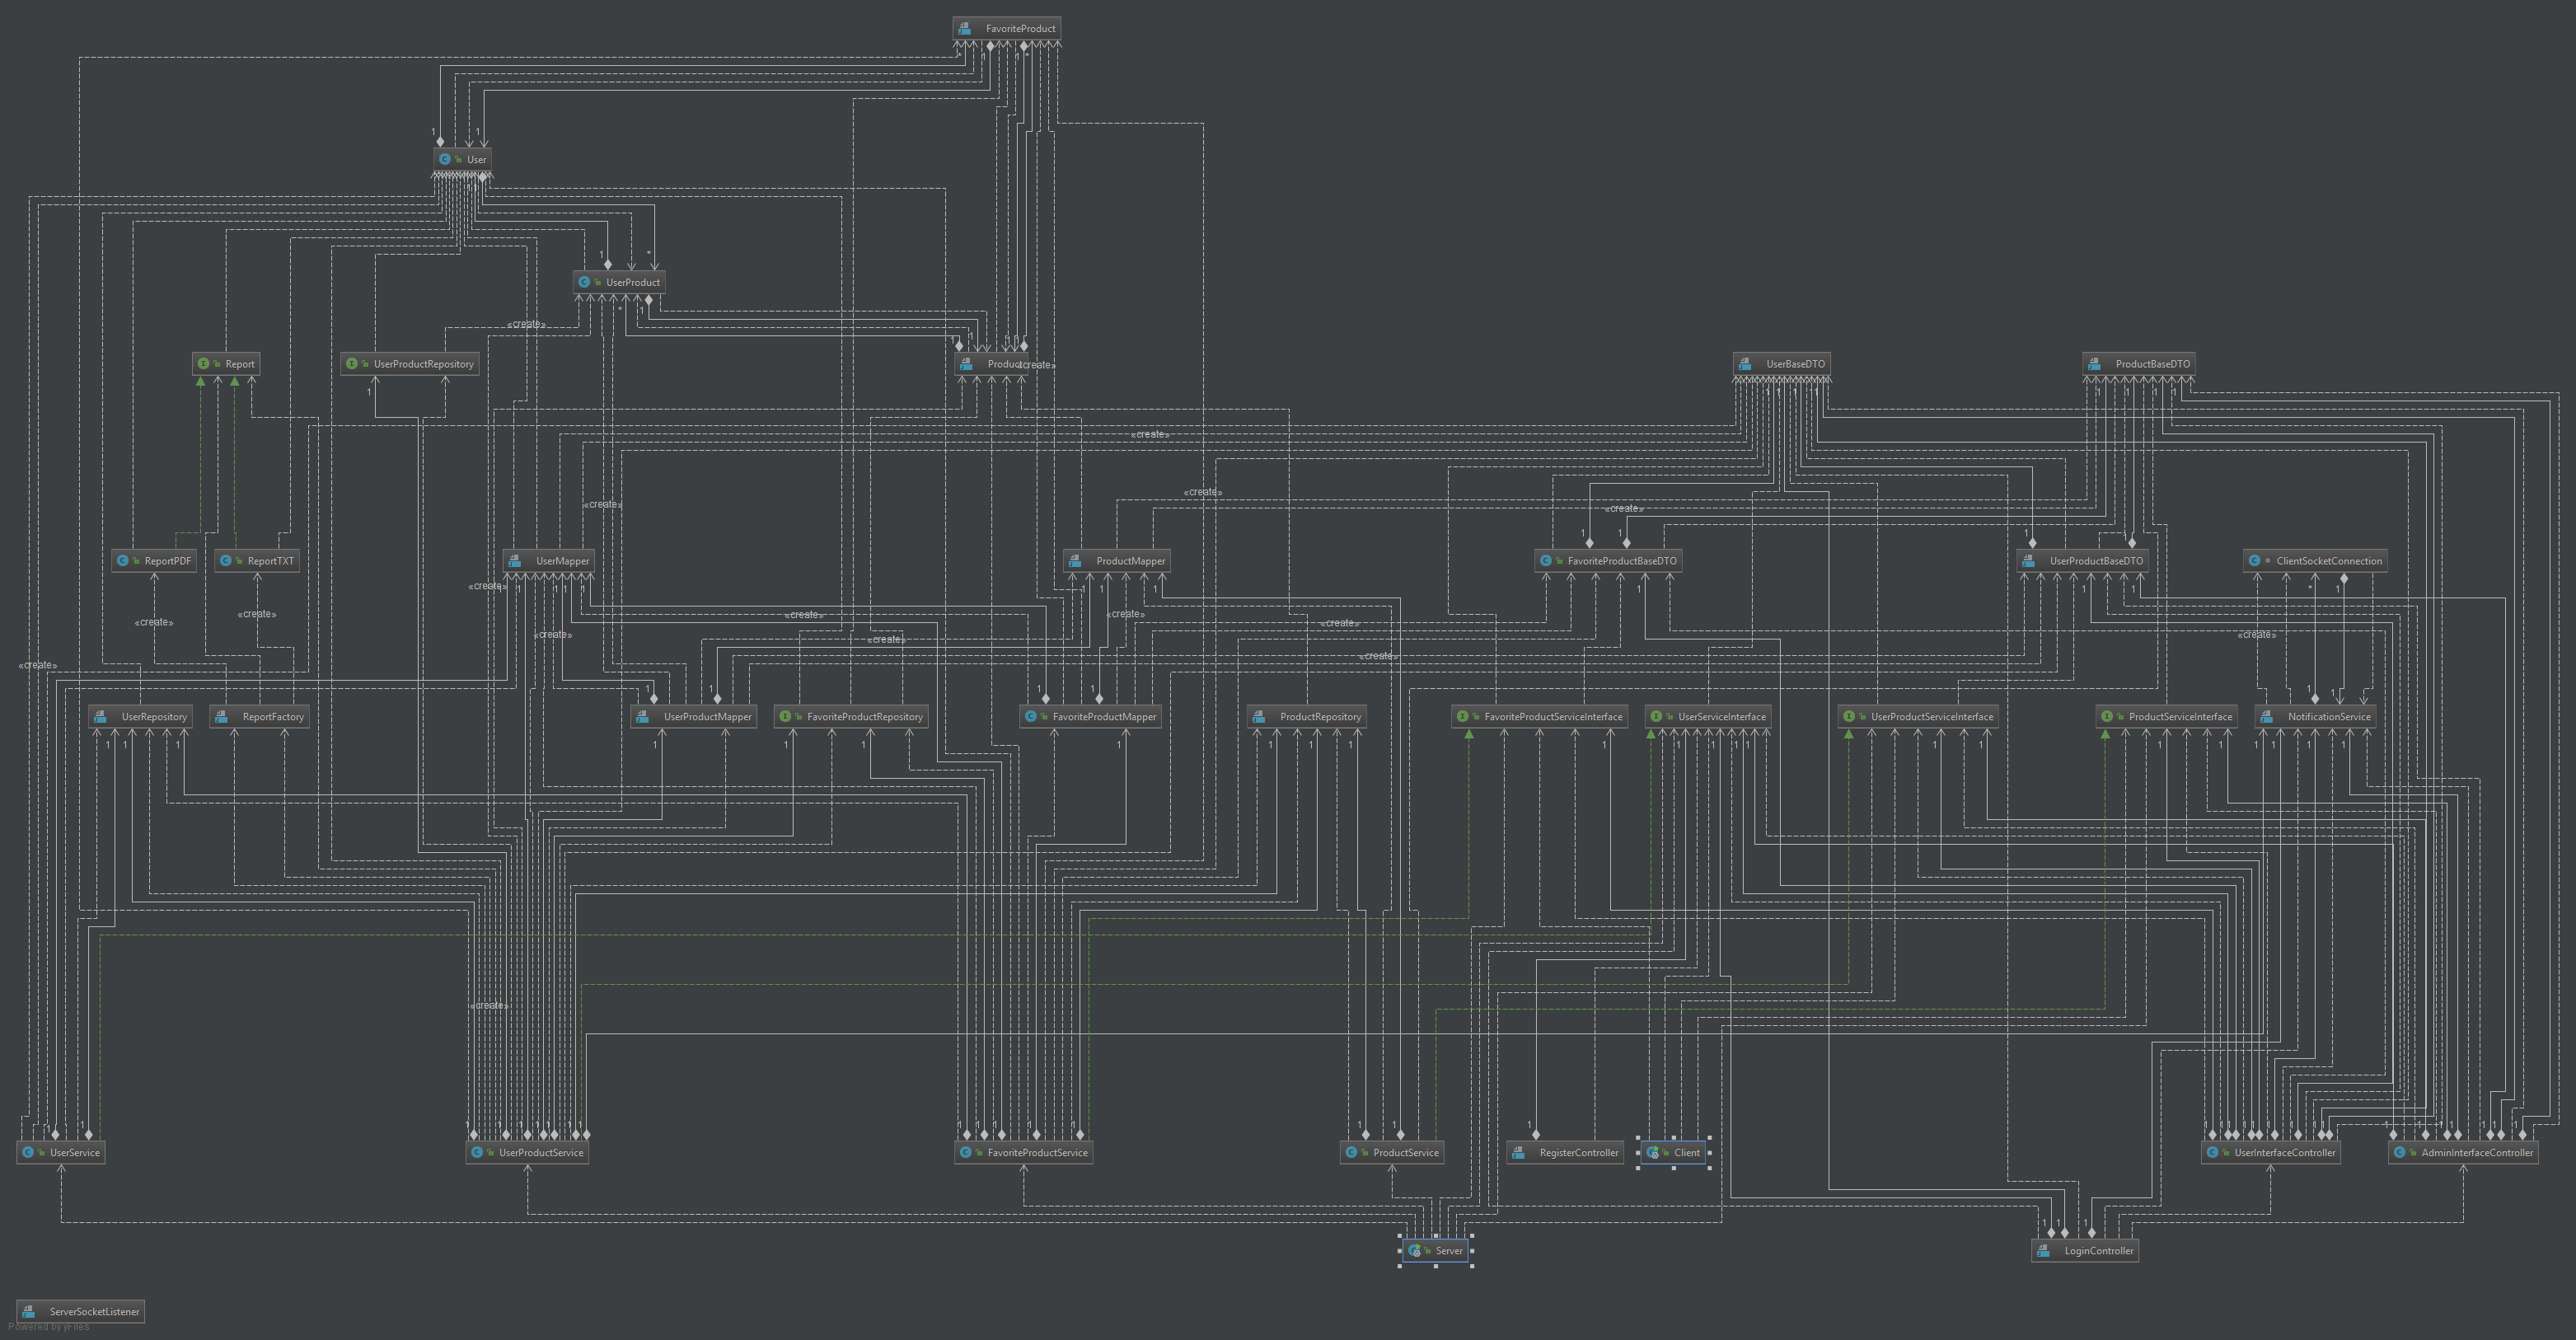 FavoriteProduct
User
UserProduct
«create»
Report
UserProductRepository
Product
«create»
UserBaseDTO
ProductBaseDTO
«create»
«create»
«create»
«create»
ReportPDF
ReportTXT
UserMapper
ProductMapper
FavoriteProductBaseDTO
UserProductBaseDTO
ClientSocketConnection
«create»
«create»
«create»
«create»
«create»
«create»
«create»
«create»
«create»
«create»
«create»
UserRepository
ReportFactory
UserProductMapper
FavoriteProductRepository
FavoriteProductMapper
ProductRepository
FavoriteProductServiceInterface
UserServiceInterface
UserProductServiceInterface
ProductServiceInterface
NotificationService
«create»
UserService
UserProductService
FavoriteProductService
ProductService
RegisterController
Client
UserInterfaceController
AdminInterfaceController
Server
LoginController
ServerSocketListener
Powered by yFiles